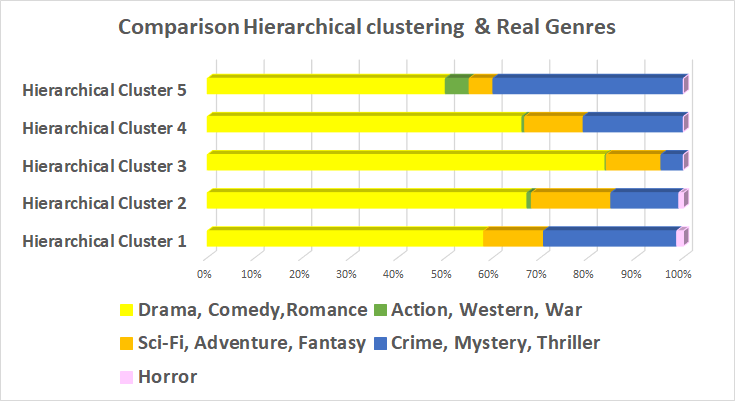 Comparison Hierarchical clustering & Real Genres
Hierarchical Cluster 5
Hierarchical Cluster 4
Hierarchical Cluster 3
Hierarchical Cluster 2
Hierarchical Cluster 1
0% 10% 20% 30% 40% 50% 60% 70% 80% 90% 100%
Drama, Comedy,Romance Action, Western, War
Sci-Fi, Adventure, Fantasy Crime, Mystery, Thriller
Horror